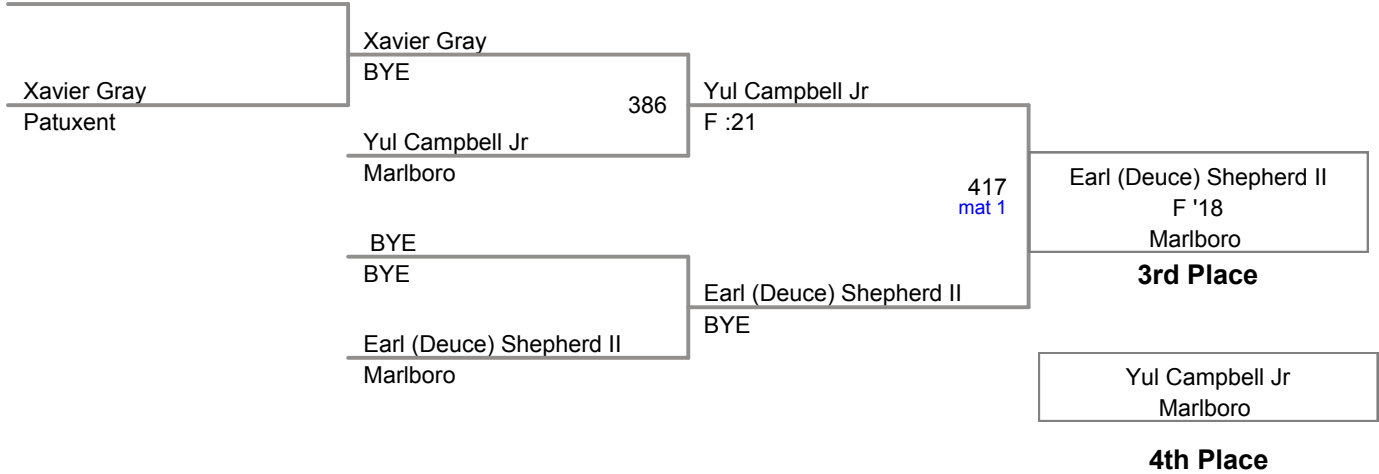 Xavier Gray
Patuxent
Xavier Gray
BYE
386
Yul Campbell Jr
Marlboro
BYE
BYE
Earl (Deuce) Shepherd II
Marlboro
Yul Campbell Jr
F :21
417
mat 1
Earl (Deuce) Shepherd II
BYE
Earl (Deuce) Shepherd II
F '18
Marlboro
3rd Place
Yul Campbell Jr
Marlboro
4th Place